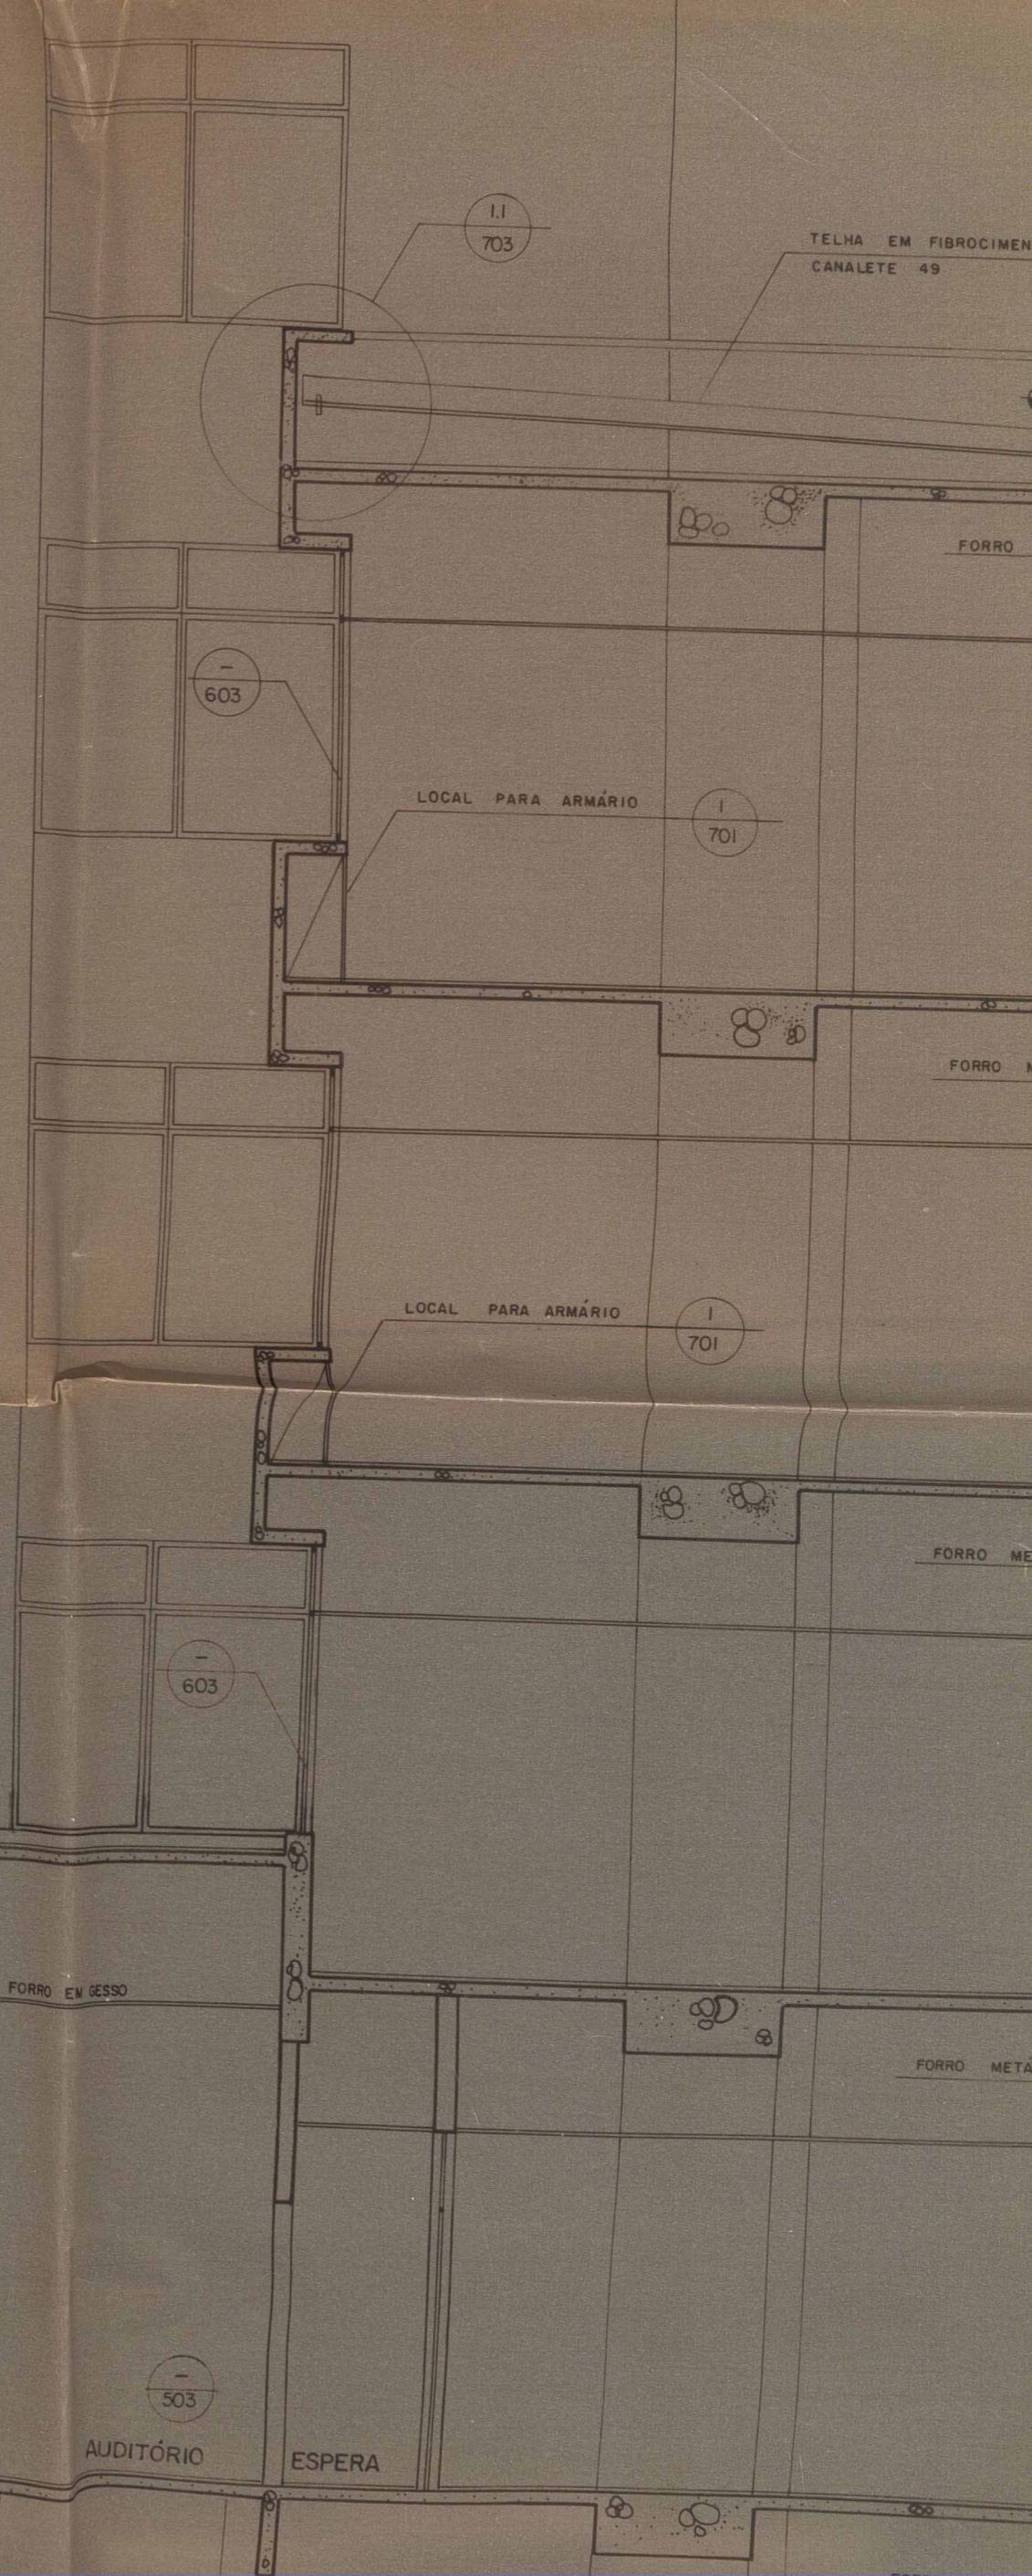 1.1
703
TELHA EM FIBROCIMEN
CANALETE 49
FORRO
—
603
LOCAL PARA ARMÁRIO
1
701
FORRO M
LOCAL PARA ARMÁRIO
1
701
FORRO ME
—
603
FORRO EM GESSO
FORRO METÁ
—
503
AUDITÓRIO
ESPERA